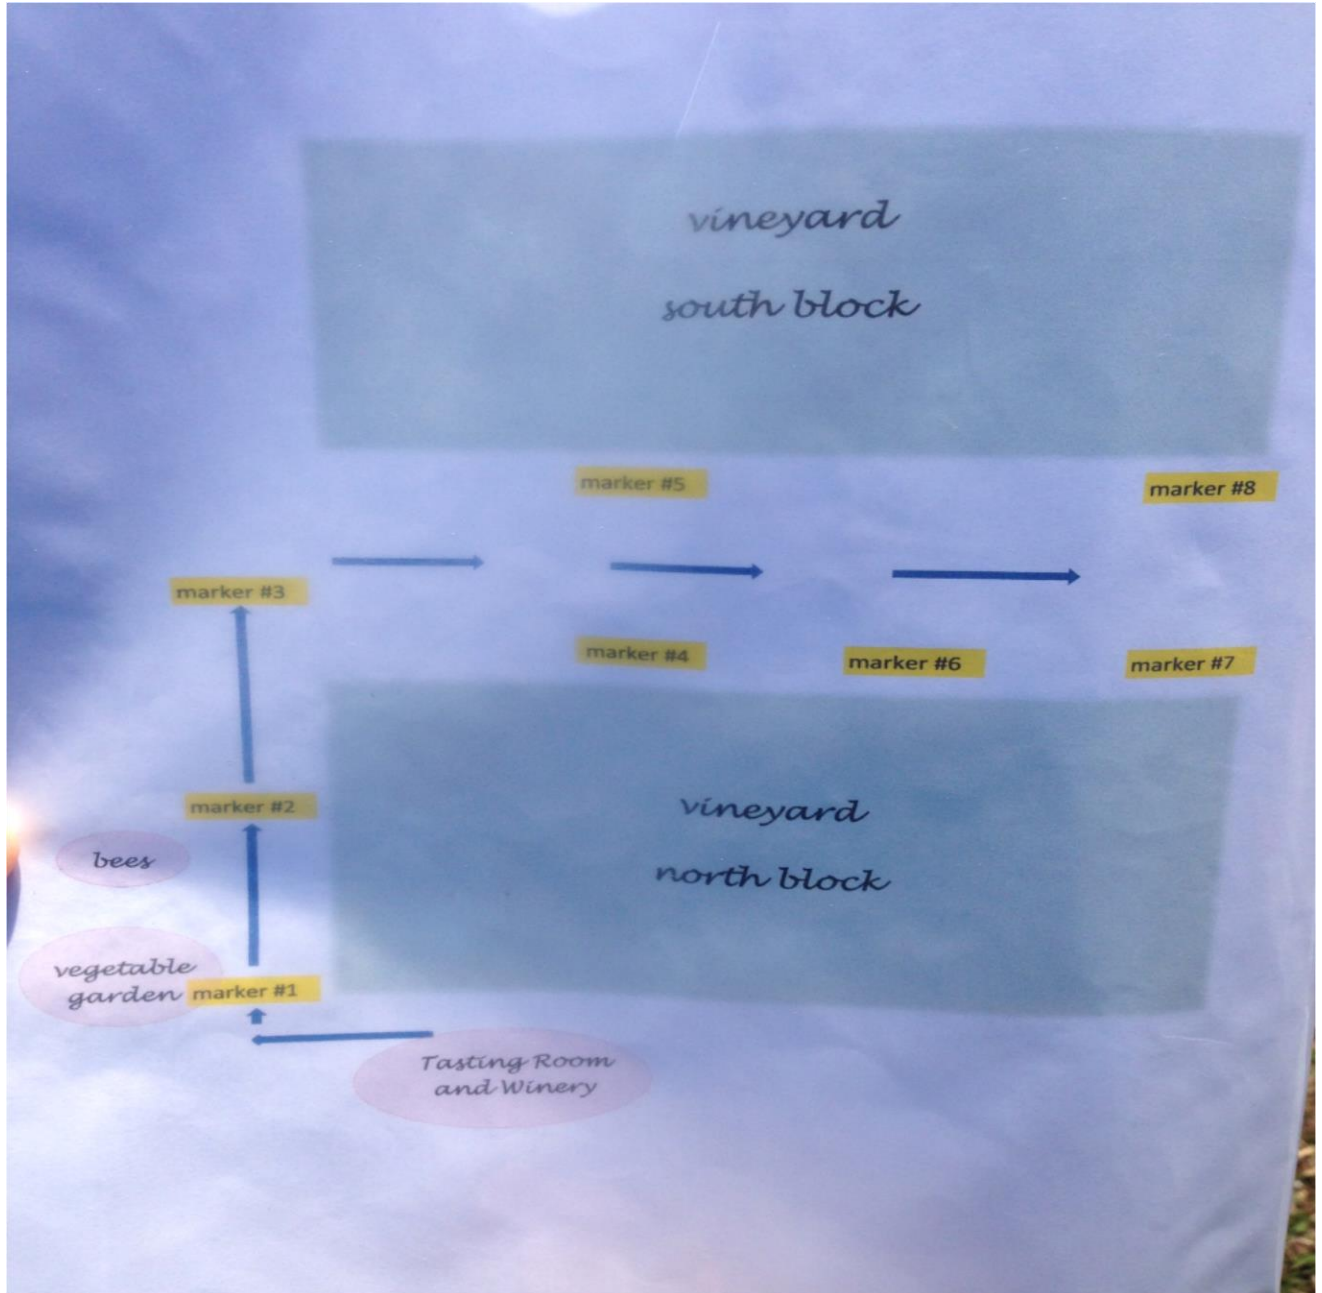 vineyard
south block
marker #5
marker #8
marker #3
marker #4
marker #6
marker #7
marker #2
vineyard
north block
bees
vegetable
garden
marker #1
Tasting Room
and Winery